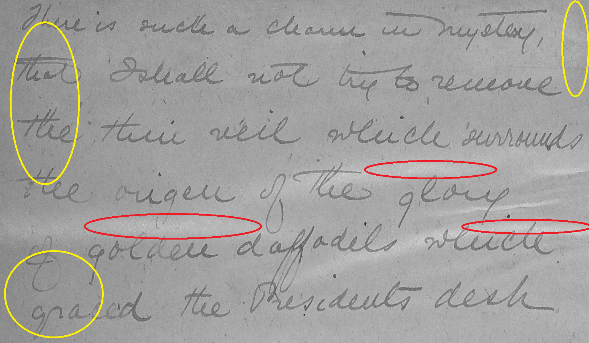 There is such a charm in mystery,
that I shall not try to remove
the thin veil which surrounds
the origen of the glory
of golden daffodils which
graced the Presidents desk